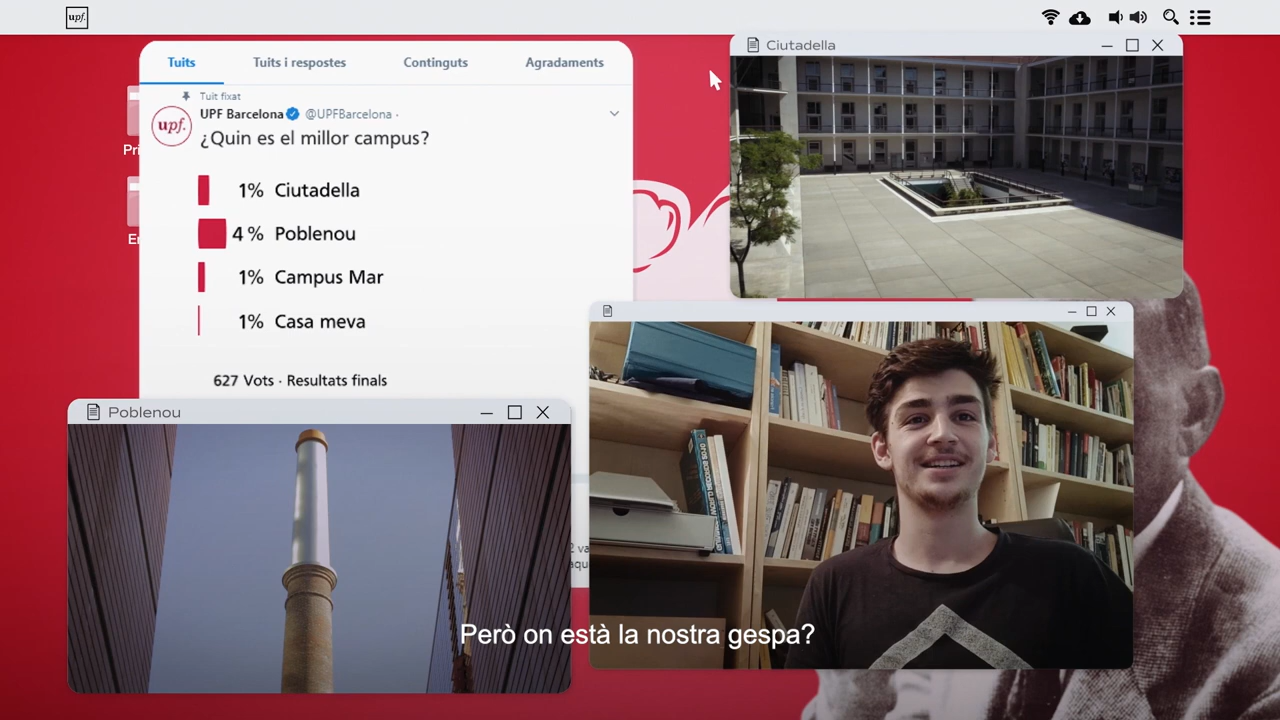 upf.
Tuits Tuits i respostes Continguts Agradaments
Tuit fixat
UPF Barcelona @UPFBarcelona ·
upf.
¿Quin es el millor campus?
1% Ciutadella
4 % Poblenou
1% Campus Mar
1% Casa meva
627 Vots · Resultats finals
Ciutadella
Poblenou
Però on està la nostra gespa?